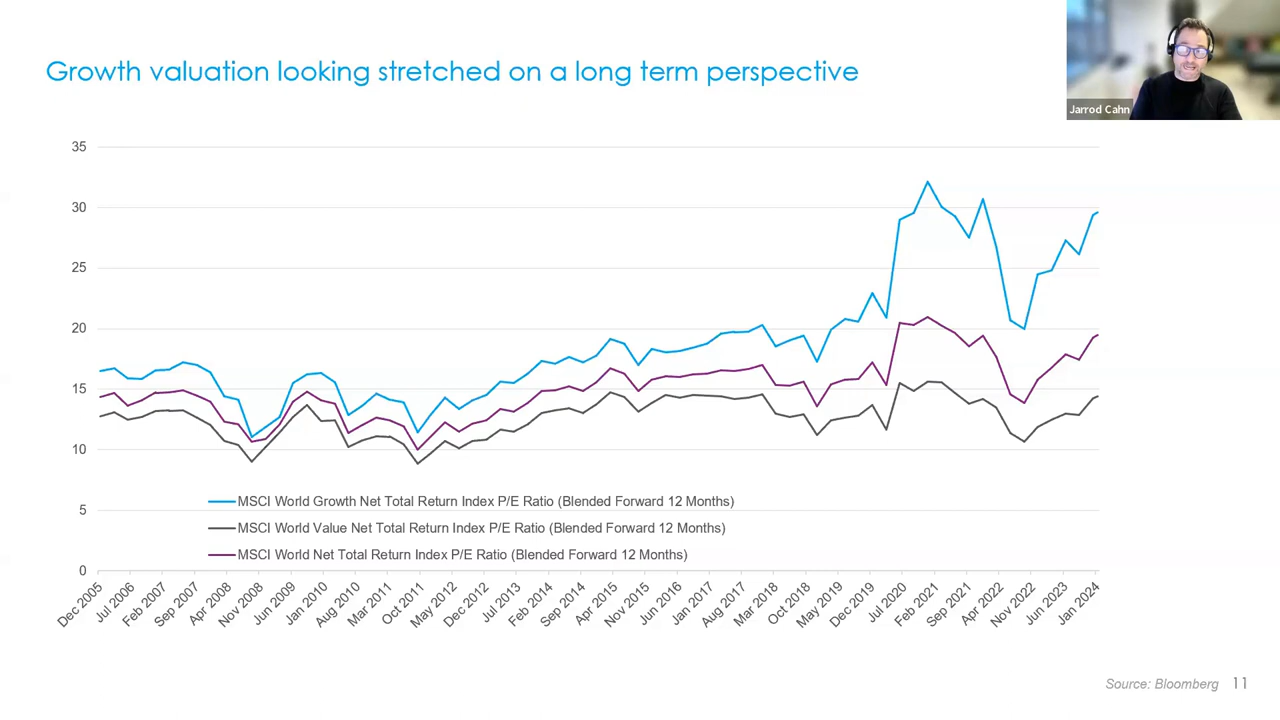 Growth valuation looking stretched on a long term perspective
Jarrod Cahn
35
30
25
20
15
10
5
0
MSCI World Growth Net Total Return Index P/E Ratio (Blended Forward 12 Months)
MSCI World Value Net Total Return Index P/E Ratio (Blended Forward 12 Months)
MSCI World Net Total Return Index P/E Ratio (Blended Forward 12 Months)
Dec 2005
Jul 2006
Feb 2007
Sep 2007
Apr 2008
Nov 2008
Jun 2009
Jan 2010
Aug 2010
Mar 2011
Oct 2011
May 2012
Dec 2012
Jul 2013
Feb 2014
Sep 2014
Apr 2015
Nov 2015
Jun 2016
Jan 2017
Aug 2017
Mar 2018
Oct 2018
May 2019
Dec 2019
Jul 2020
Feb 2021
Sep 2021
Apr 2022
Nov 2022
Jun 2023
Jan 2024
Source: Bloomberg 11